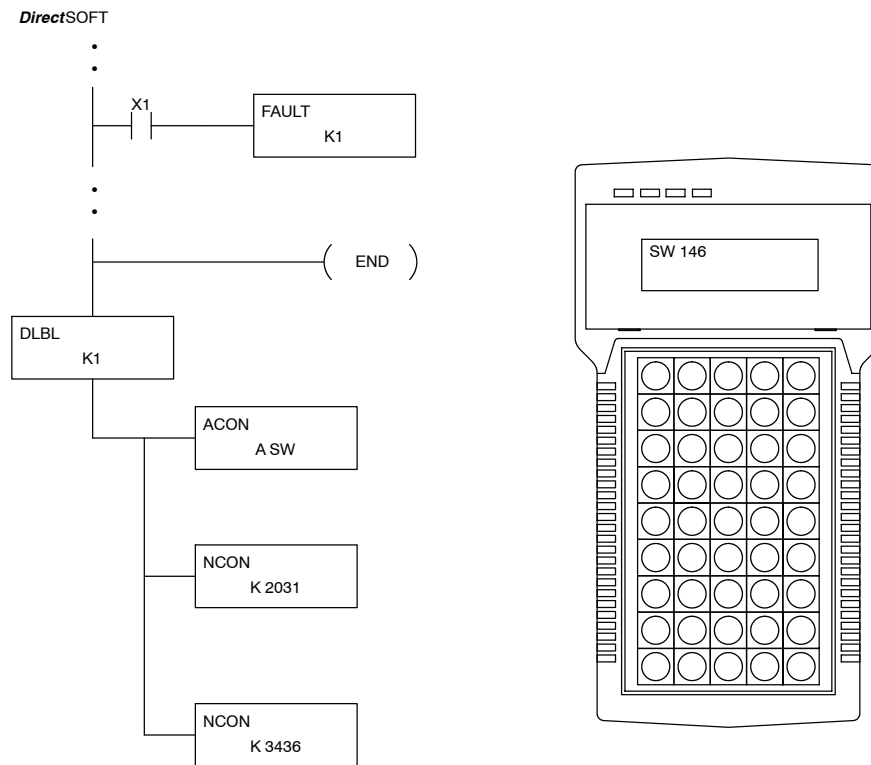 DirectSOFT
X1
FAULT
K1
END
DLBL
K1
ACON
A SW
NCON
K 2031
NCON
K 3436
SW 146